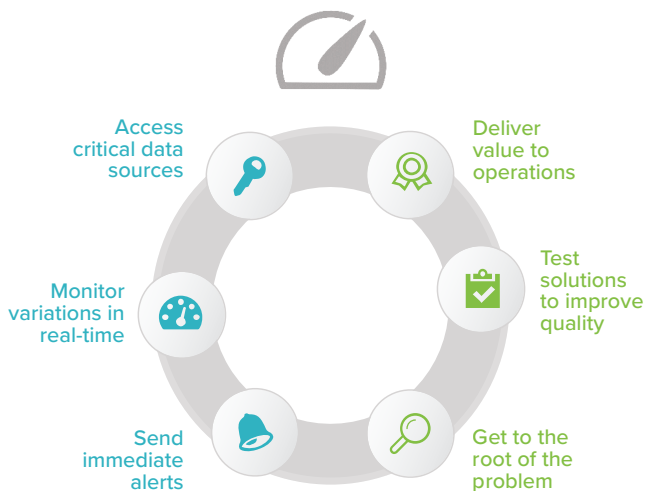 Access
critical data
sources
Monitor
variations in
real-time
Send
immediate
alerts
Deliver
value to
operations
Test
solutions
to improve
quality
Get to the
root of the
problem